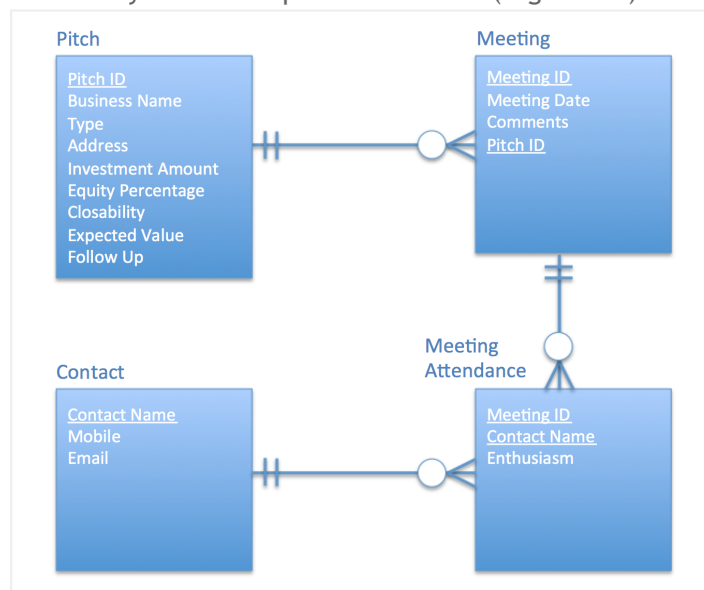 Pitch
Pitch ID
Business Name
Type
Address
Investment Amount
Equity Percentage
Closability
Expected Value
Follow Up
Meeting
Meeting ID
Meeting Date
Comments
Pitch ID
Contact
Contact Name
Mobile
Email
Meeting
Attendance
Meeting ID
Contact Name
Enthusiasm